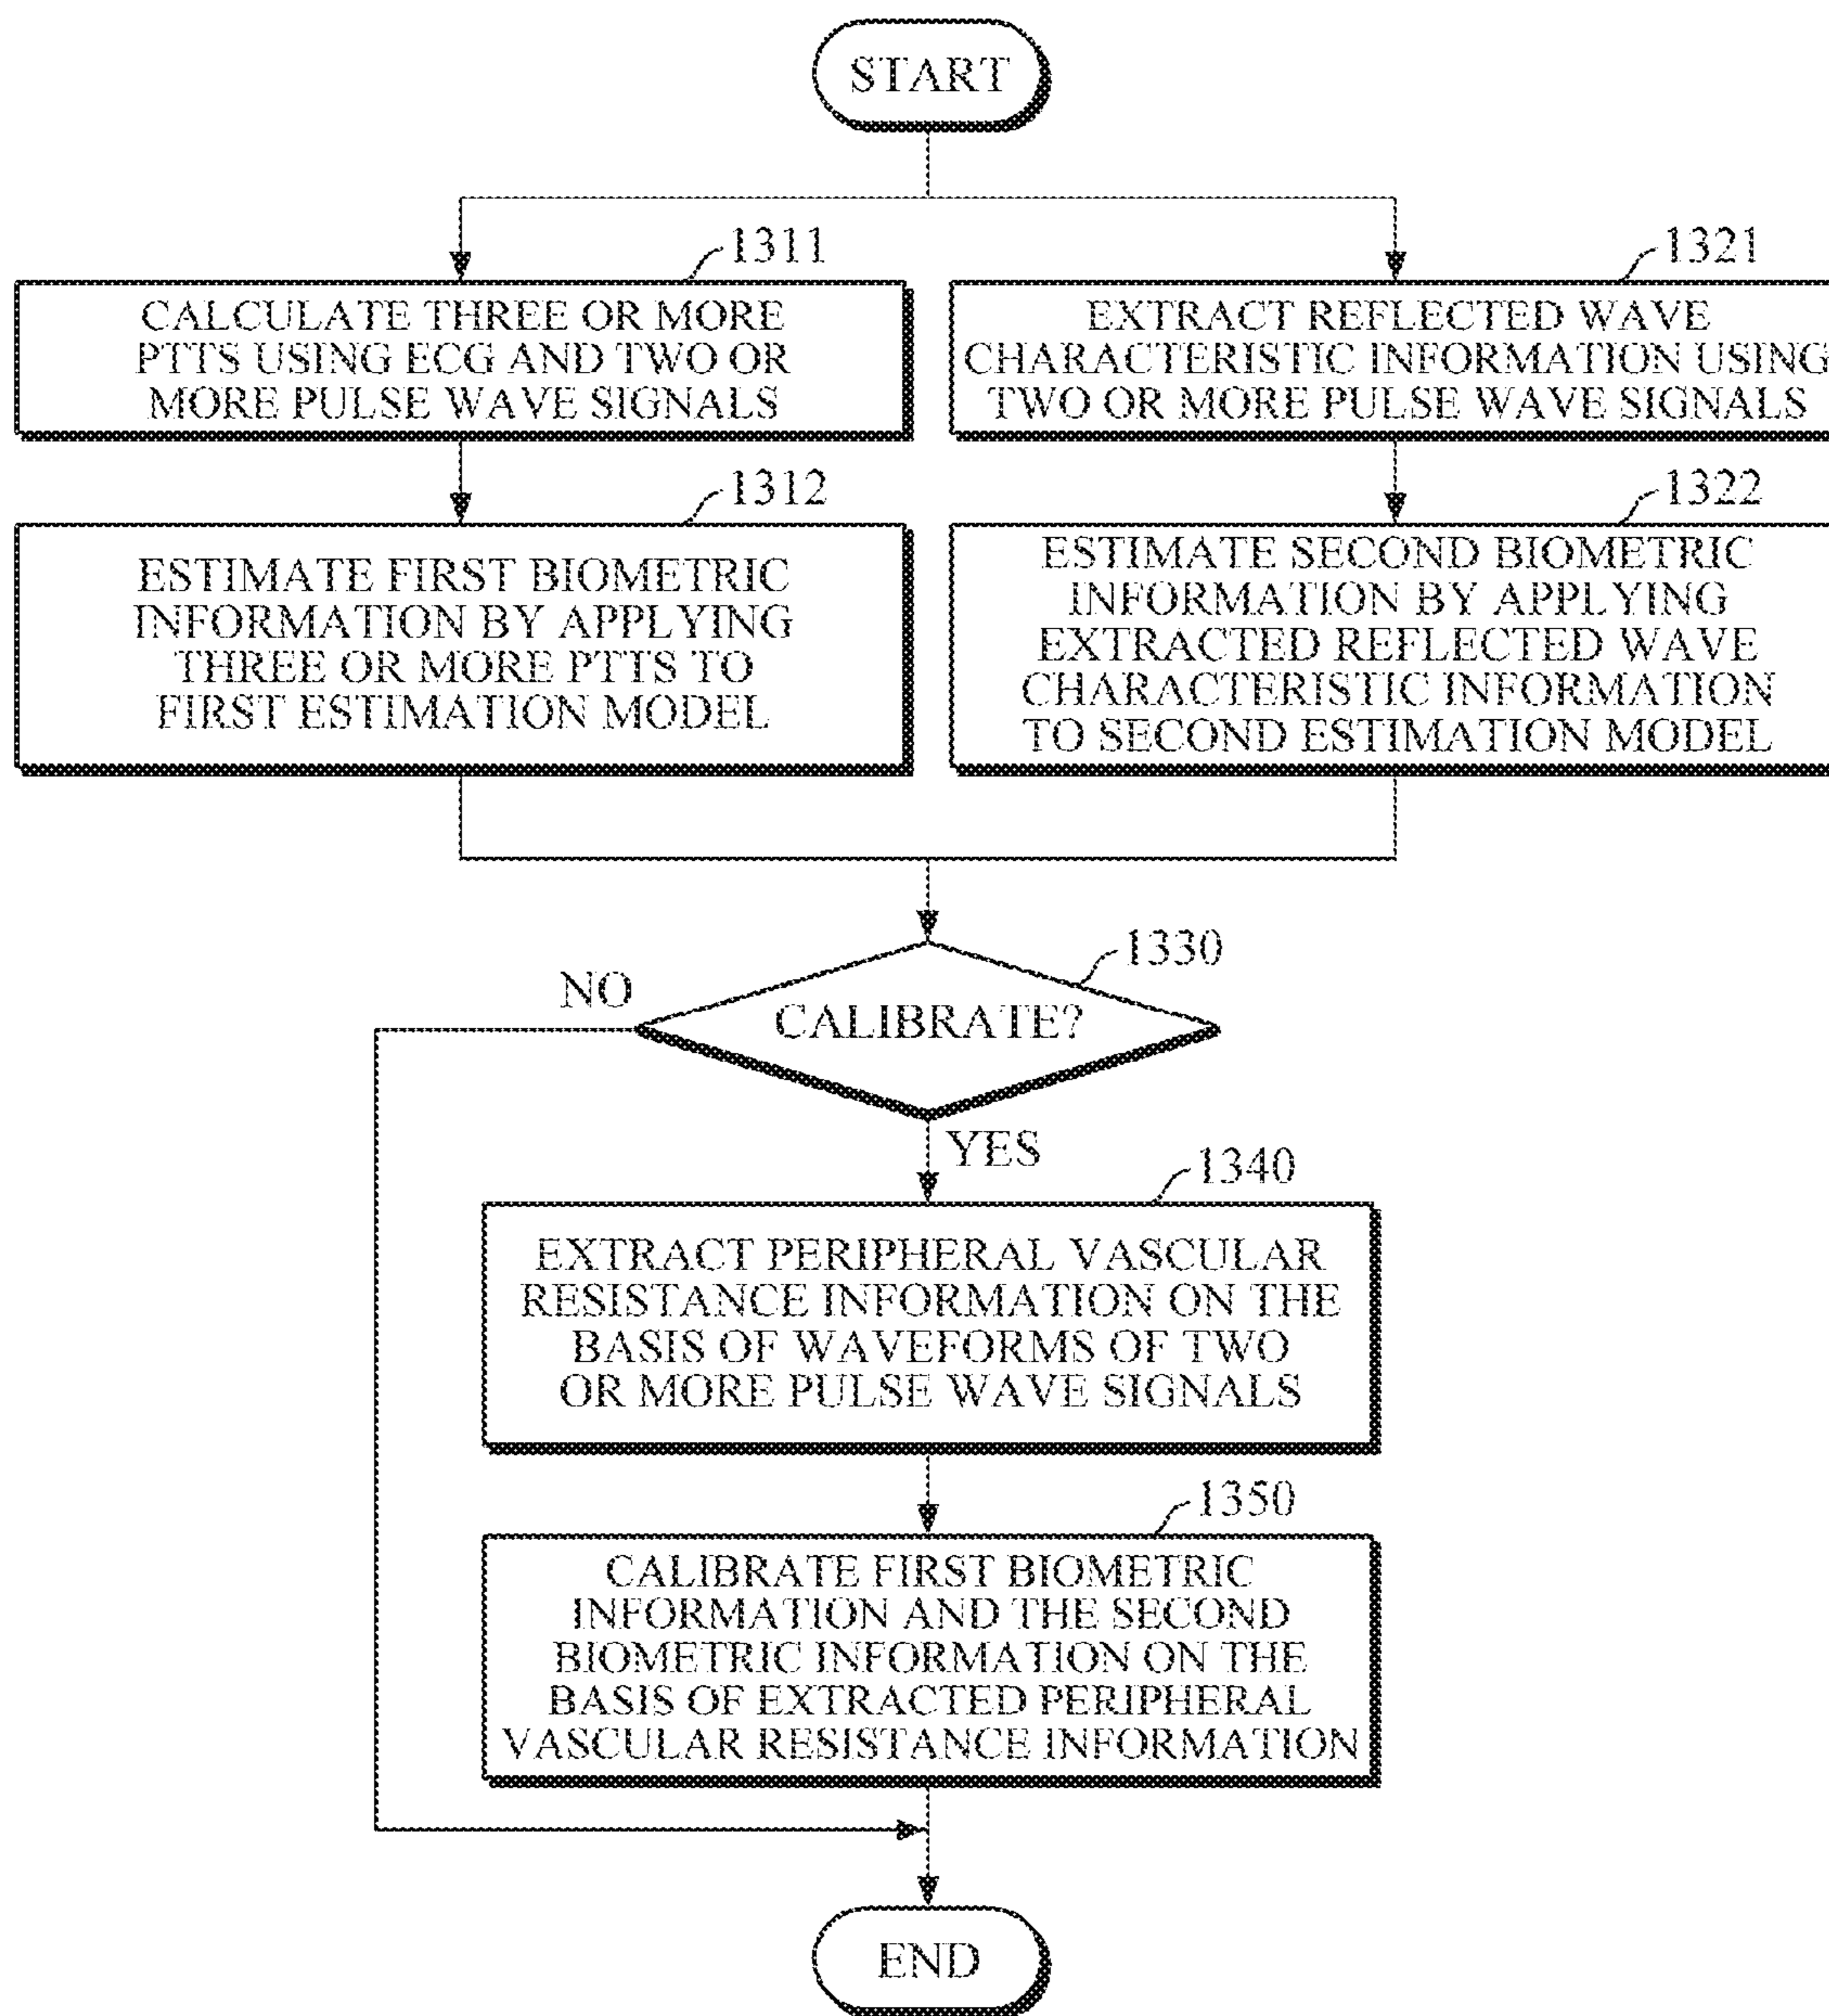 START
1311
CALCULATE THREE OR MORE
PTTS USING ECG AND TWO OR
MORE PULSE WAVE SIGNALS
1321
EXTRACT REFLECTED WAVE
CHARACTERISTIC INFORMATION USING
TWO OR MORE PULSE WAVE SIGNALS
1312
ESTIMATE FIRST BIOMETRIC
INFORMATION BY APPLYING
THREE OR MORE PTTS TO
FIRST ESTIMATION MODEL
1322
ESTIMATE SECOND BIOMETRIC
INFORMATION BY APPLYING
EXTRACTED REFLECTED WAVE
CHARACTERISTIC INFORMATION
TO SECOND ESTIMATION MODEL
1330
NO
CALIBRATE?
YES
1340
EXTRACT PERIPHERAL VASCULAR
RESISTANCE INFORMATION ON THE
BASIS OF WAVEFORMS OF TWO
OR MORE PULSE WAVE SIGNALS
1350
CALIBRATE FIRST BIOMETRIC
INFORMATION AND THE SECOND
BIOMETRIC INFORMATION ON THE
BASIS OF EXTRACTED PERIPHERAL
VASCULAR RESISTANCE INFORMATION
END